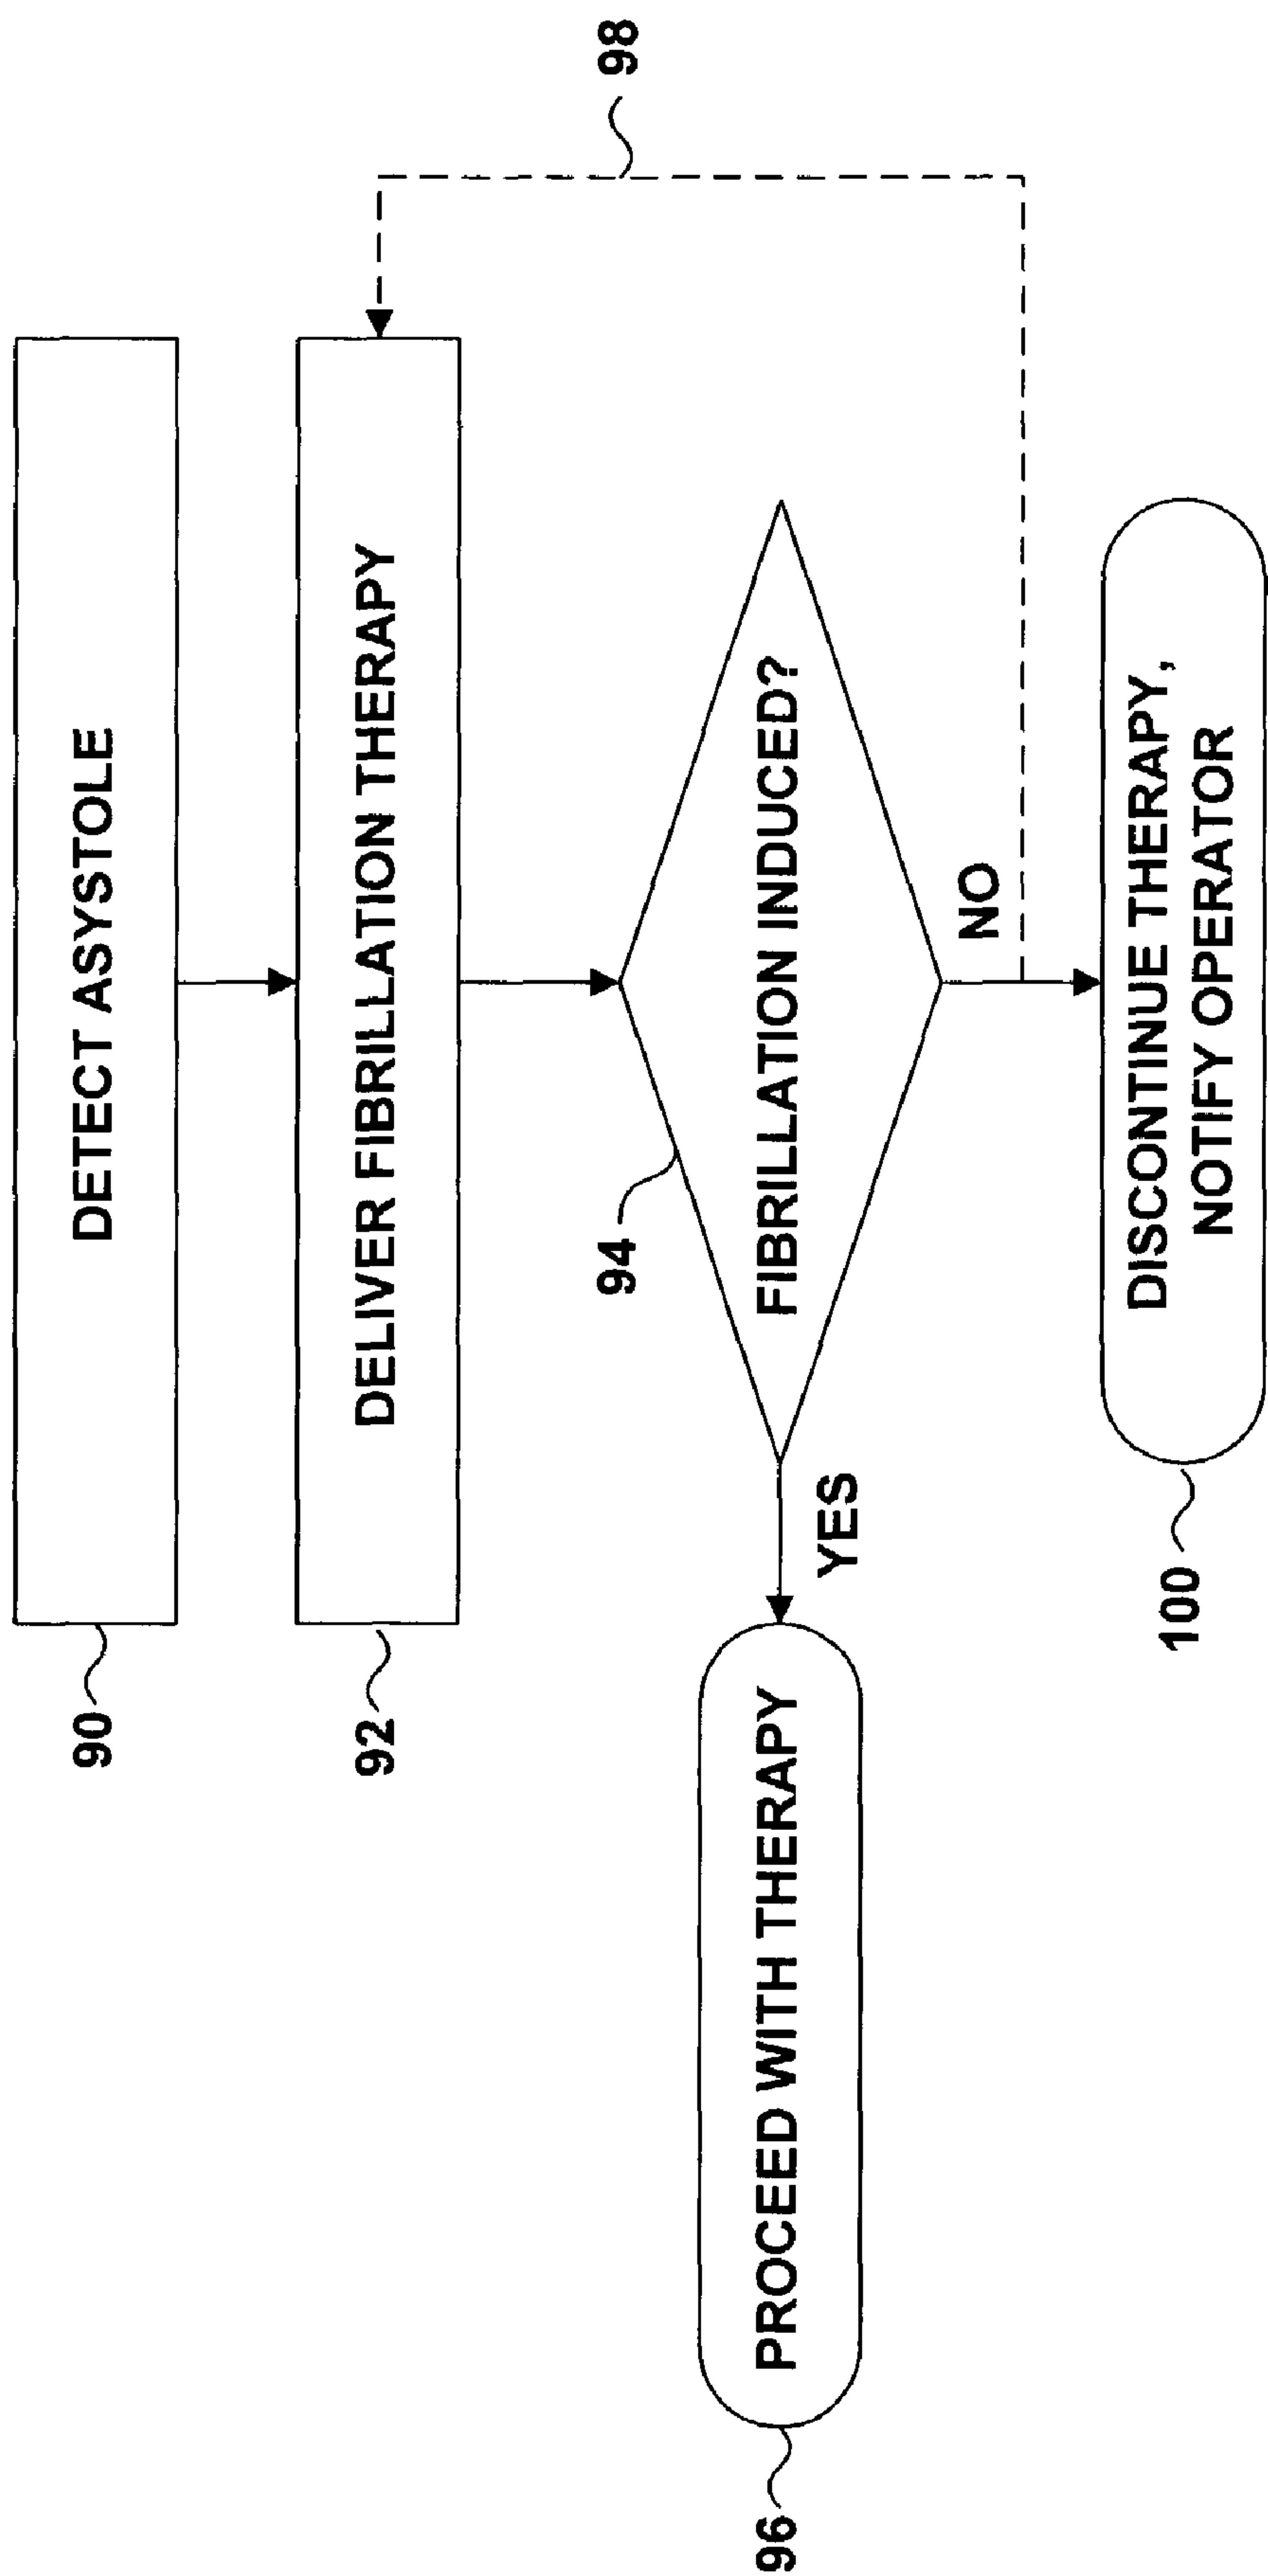 90
DETECT ASYSTOLE
92
DELIVER FIBRILLATION THERAPY
98
94
FIBRILLATION INDUCED?
YES
96
PROCEED WITH THERAPY
NO
100
DISCONTINUE THERAPY,
NOTIFY OPERATOR